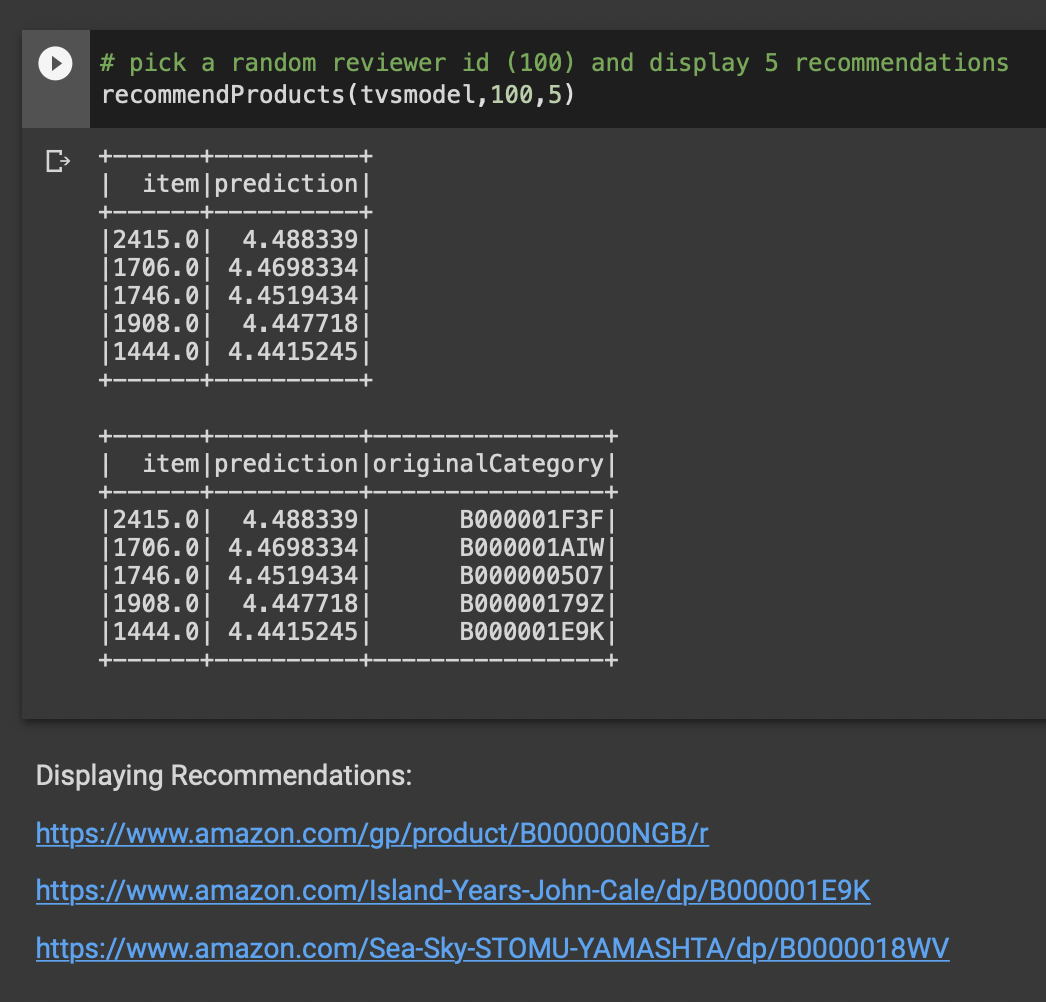 # pick a random reviewer id (100) and display 5 recommendations
recommendProducts(tvsmodel,100,5)
+------+----------+
|  item|prediction|
+------+----------+
|2415.0|  4.488339|
|1706.0| 4.4698334|
|1746.0| 4.4519434|
|1908.0|  4.447718|
|1444.0| 4.4415245|
+------+----------+
+------+----------+----------------+
|  item|prediction|originalCategory|
+------+----------+----------------+
|2415.0|  4.488339|      B000001F3F|
|1706.0| 4.4698334|      B000001AIW|
|1746.0| 4.4519434|      B0000005O7|
|1908.0|  4.447718|      B00000179Z|
|1444.0| 4.4415245|      B000001E9K|
+------+----------+----------------+
Displaying Recommendations:
https://www.amazon.com/gp/product/B000000NGB/r
https://www.amazon.com/Island-Years-John-Cale/dp/B000001E9K
https://www.amazon.com/Sea-Sky-STOMU-YAMASHTA/dp/B0000018WV